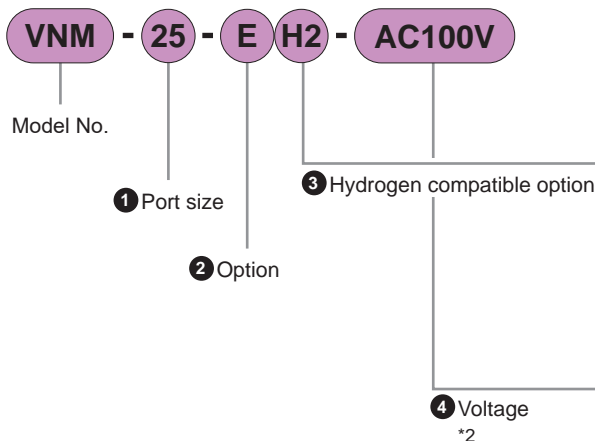 VNM - 25 - E H2 - AC100V
Model No.
3 Hydrogen compatible option
1 Port size
2 Option
4 Voltage
*2